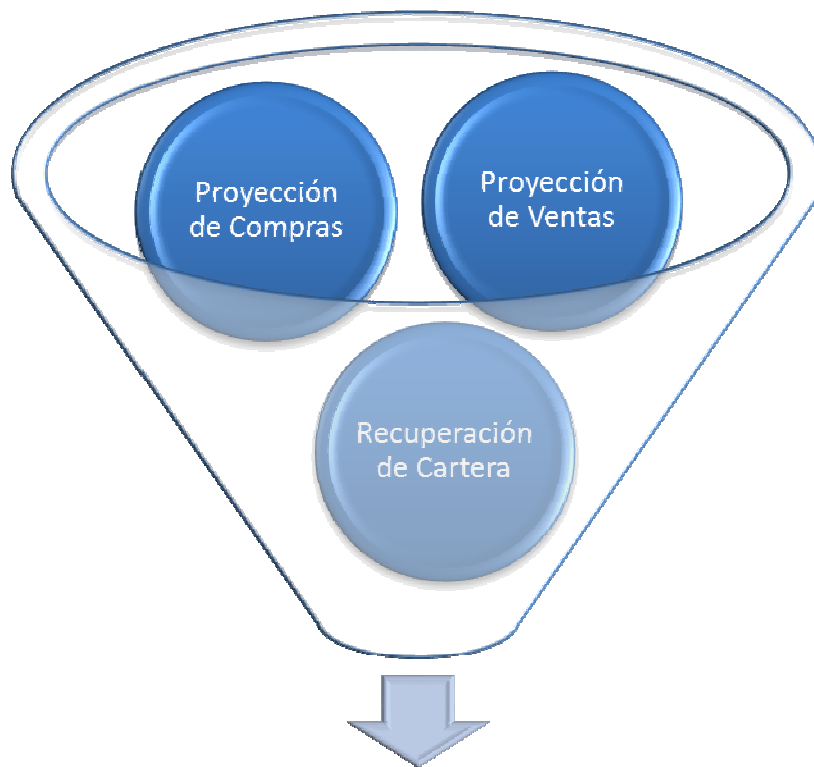 Proyección
de Compras
Proyección
de Ventas
Recuperación
de Cartera